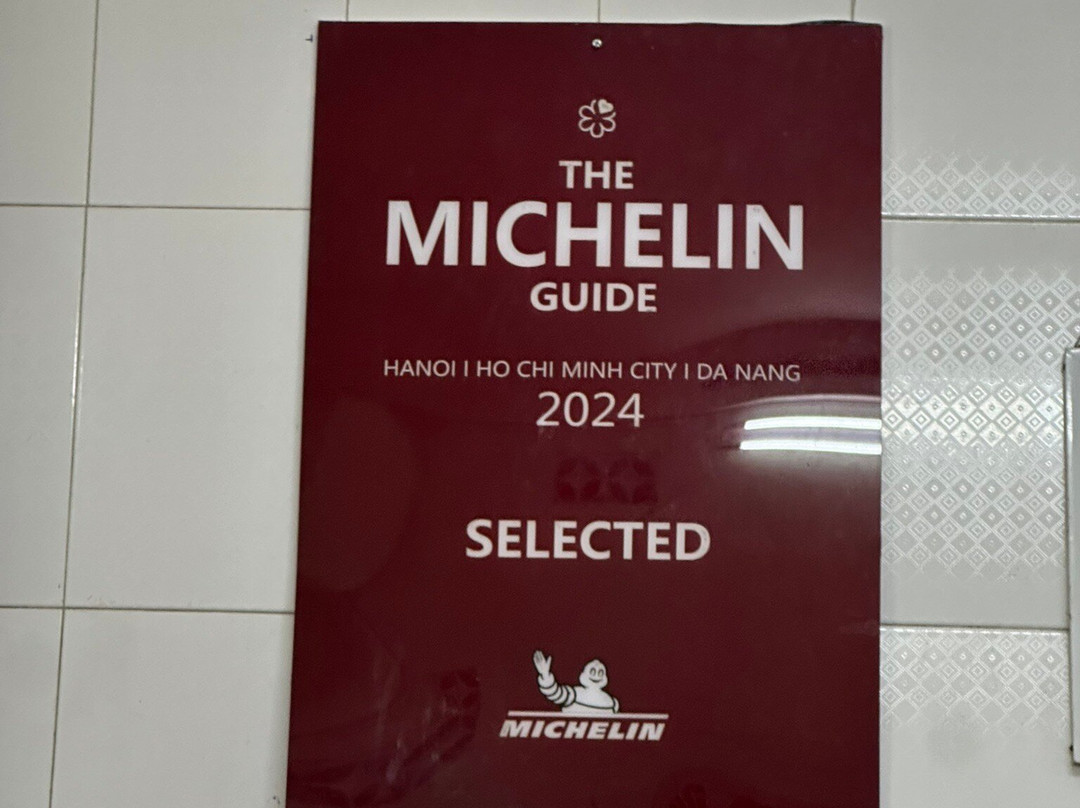 THE
MICHELIN
GUIDE
HANOI I HO CHI MINH CITY I DA NANG
2024
SELECTED
MICHELIN